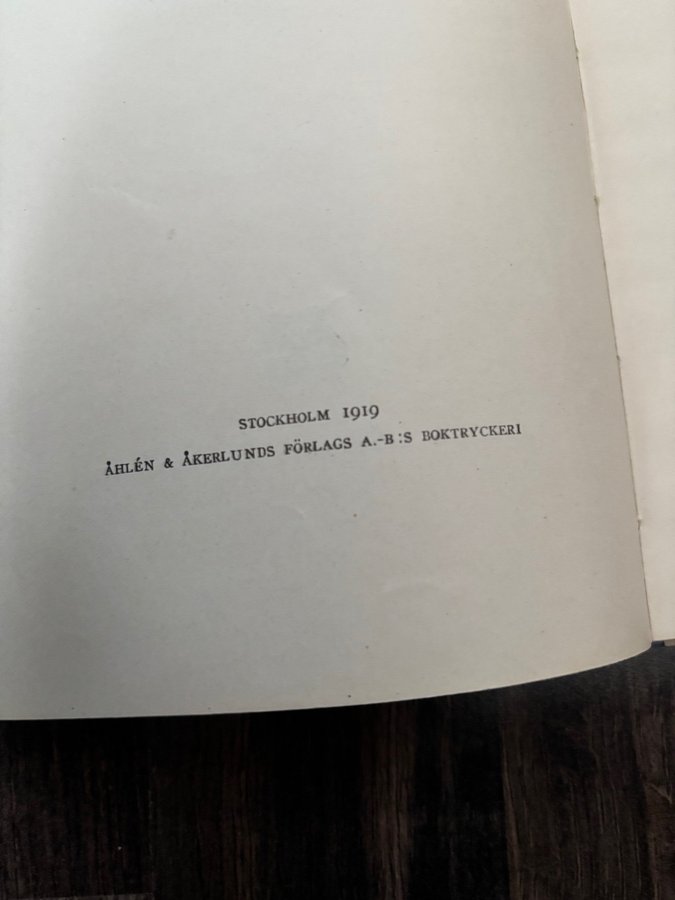 STOCKHOLM 1919
ÅHLÉN & ÅKERLUNDS FÖRLAGS A.-B:S BOKTRYCKERI